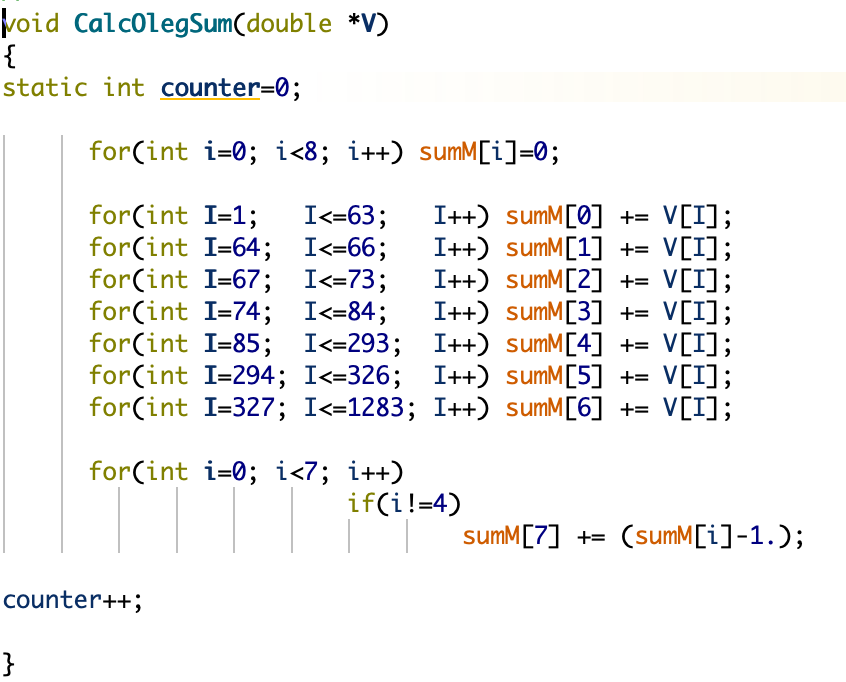 void CalcOlegSum(double *V)
{
static int counter=0;
for(int i=0; i<8; i++) sumM[i]=0;
for(int I=1; I<=63; I++) sumM[0] += V[I];
for(int I=64; I<=66; I++) sumM[1] += V[I];
for(int I=67; I<=73; I++) sumM[2] += V[I];
for(int I=74; I<=84; I++) sumM[3] += V[I];
for(int I=85; I<=293; I++) sumM[4] += V[I];
for(int I=294; I<=326; I++) sumM[5] += V[I];
for(int I=327; I<=1283; I++) sumM[6] += V[I];
for(int i=0; i<7; i++)
if(i!=4)
sumM[7] += (sumM[i]-1.);
counter++;
}